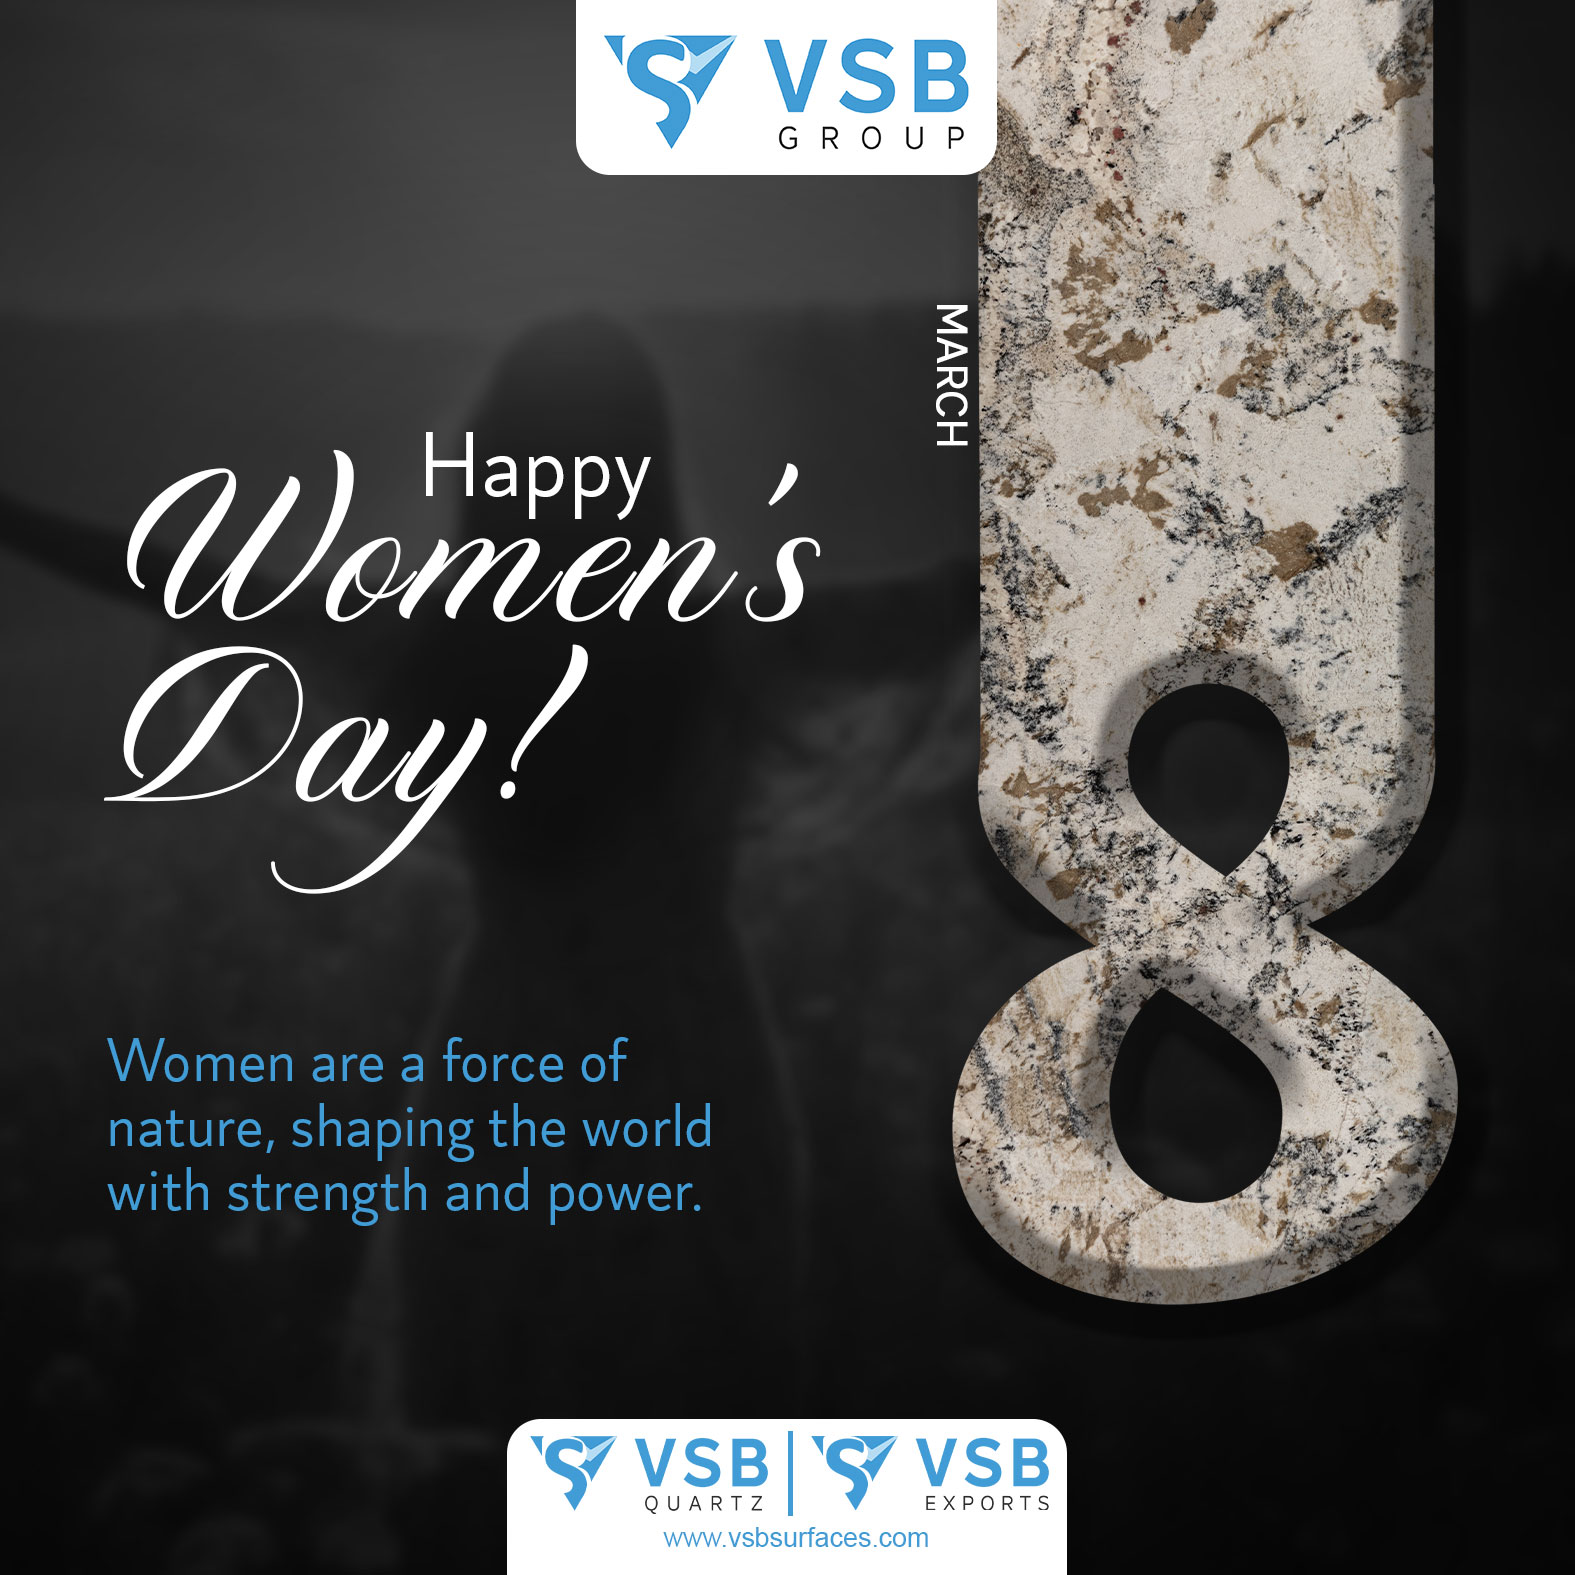 VSB
GROUP
MARCH
8
Happy
Women's
Day!
Women are a force of
nature, shaping the world
with strength and power.
VSB
QUARTZ
VSB
EXPORTS
www.vsbsurfaces.com